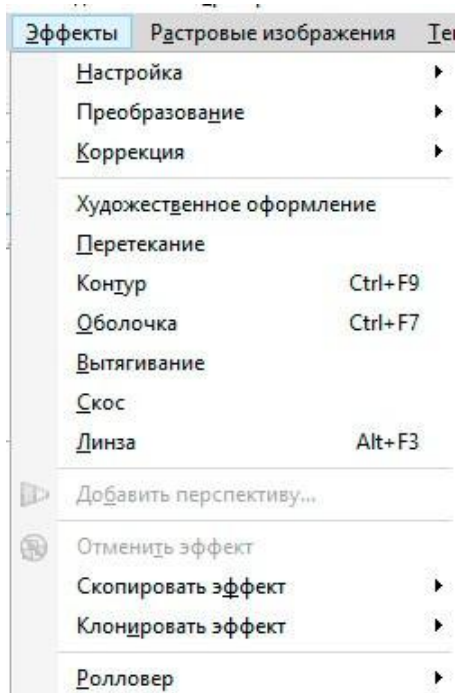 Эффекты Растровые изображения
Настройка
Преобразование
Коррекция
Художественное оформление
Перетекание
Контур Ctrl+F9
Оболочка Ctrl+F7
Вытягивание
Скос
Линза Alt+F3
Добавить перспективу...
Отменить эффект
Скопировать эффект
Клонировать эффект
Ролловер